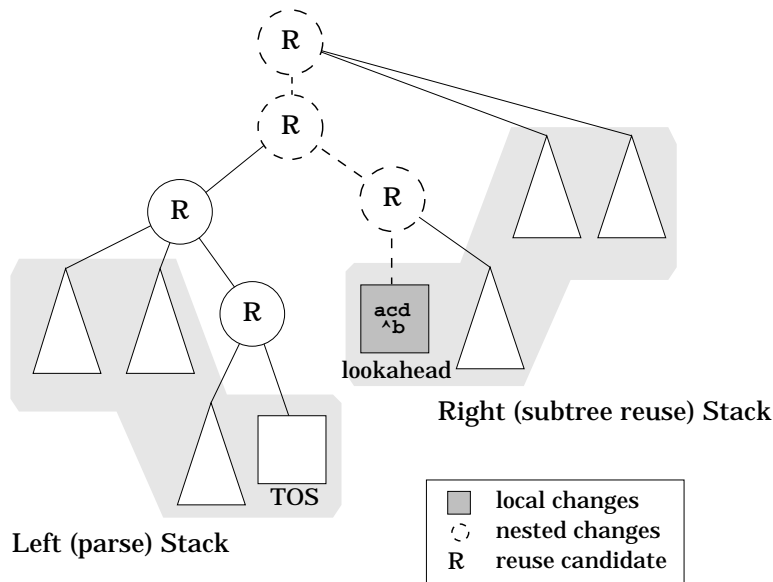 R
R
R
R
R
acd
^b
lookahead
Right (subtree reuse) Stack
TOS
Left (parse) Stack
local changes
nested changes
R reuse candidate